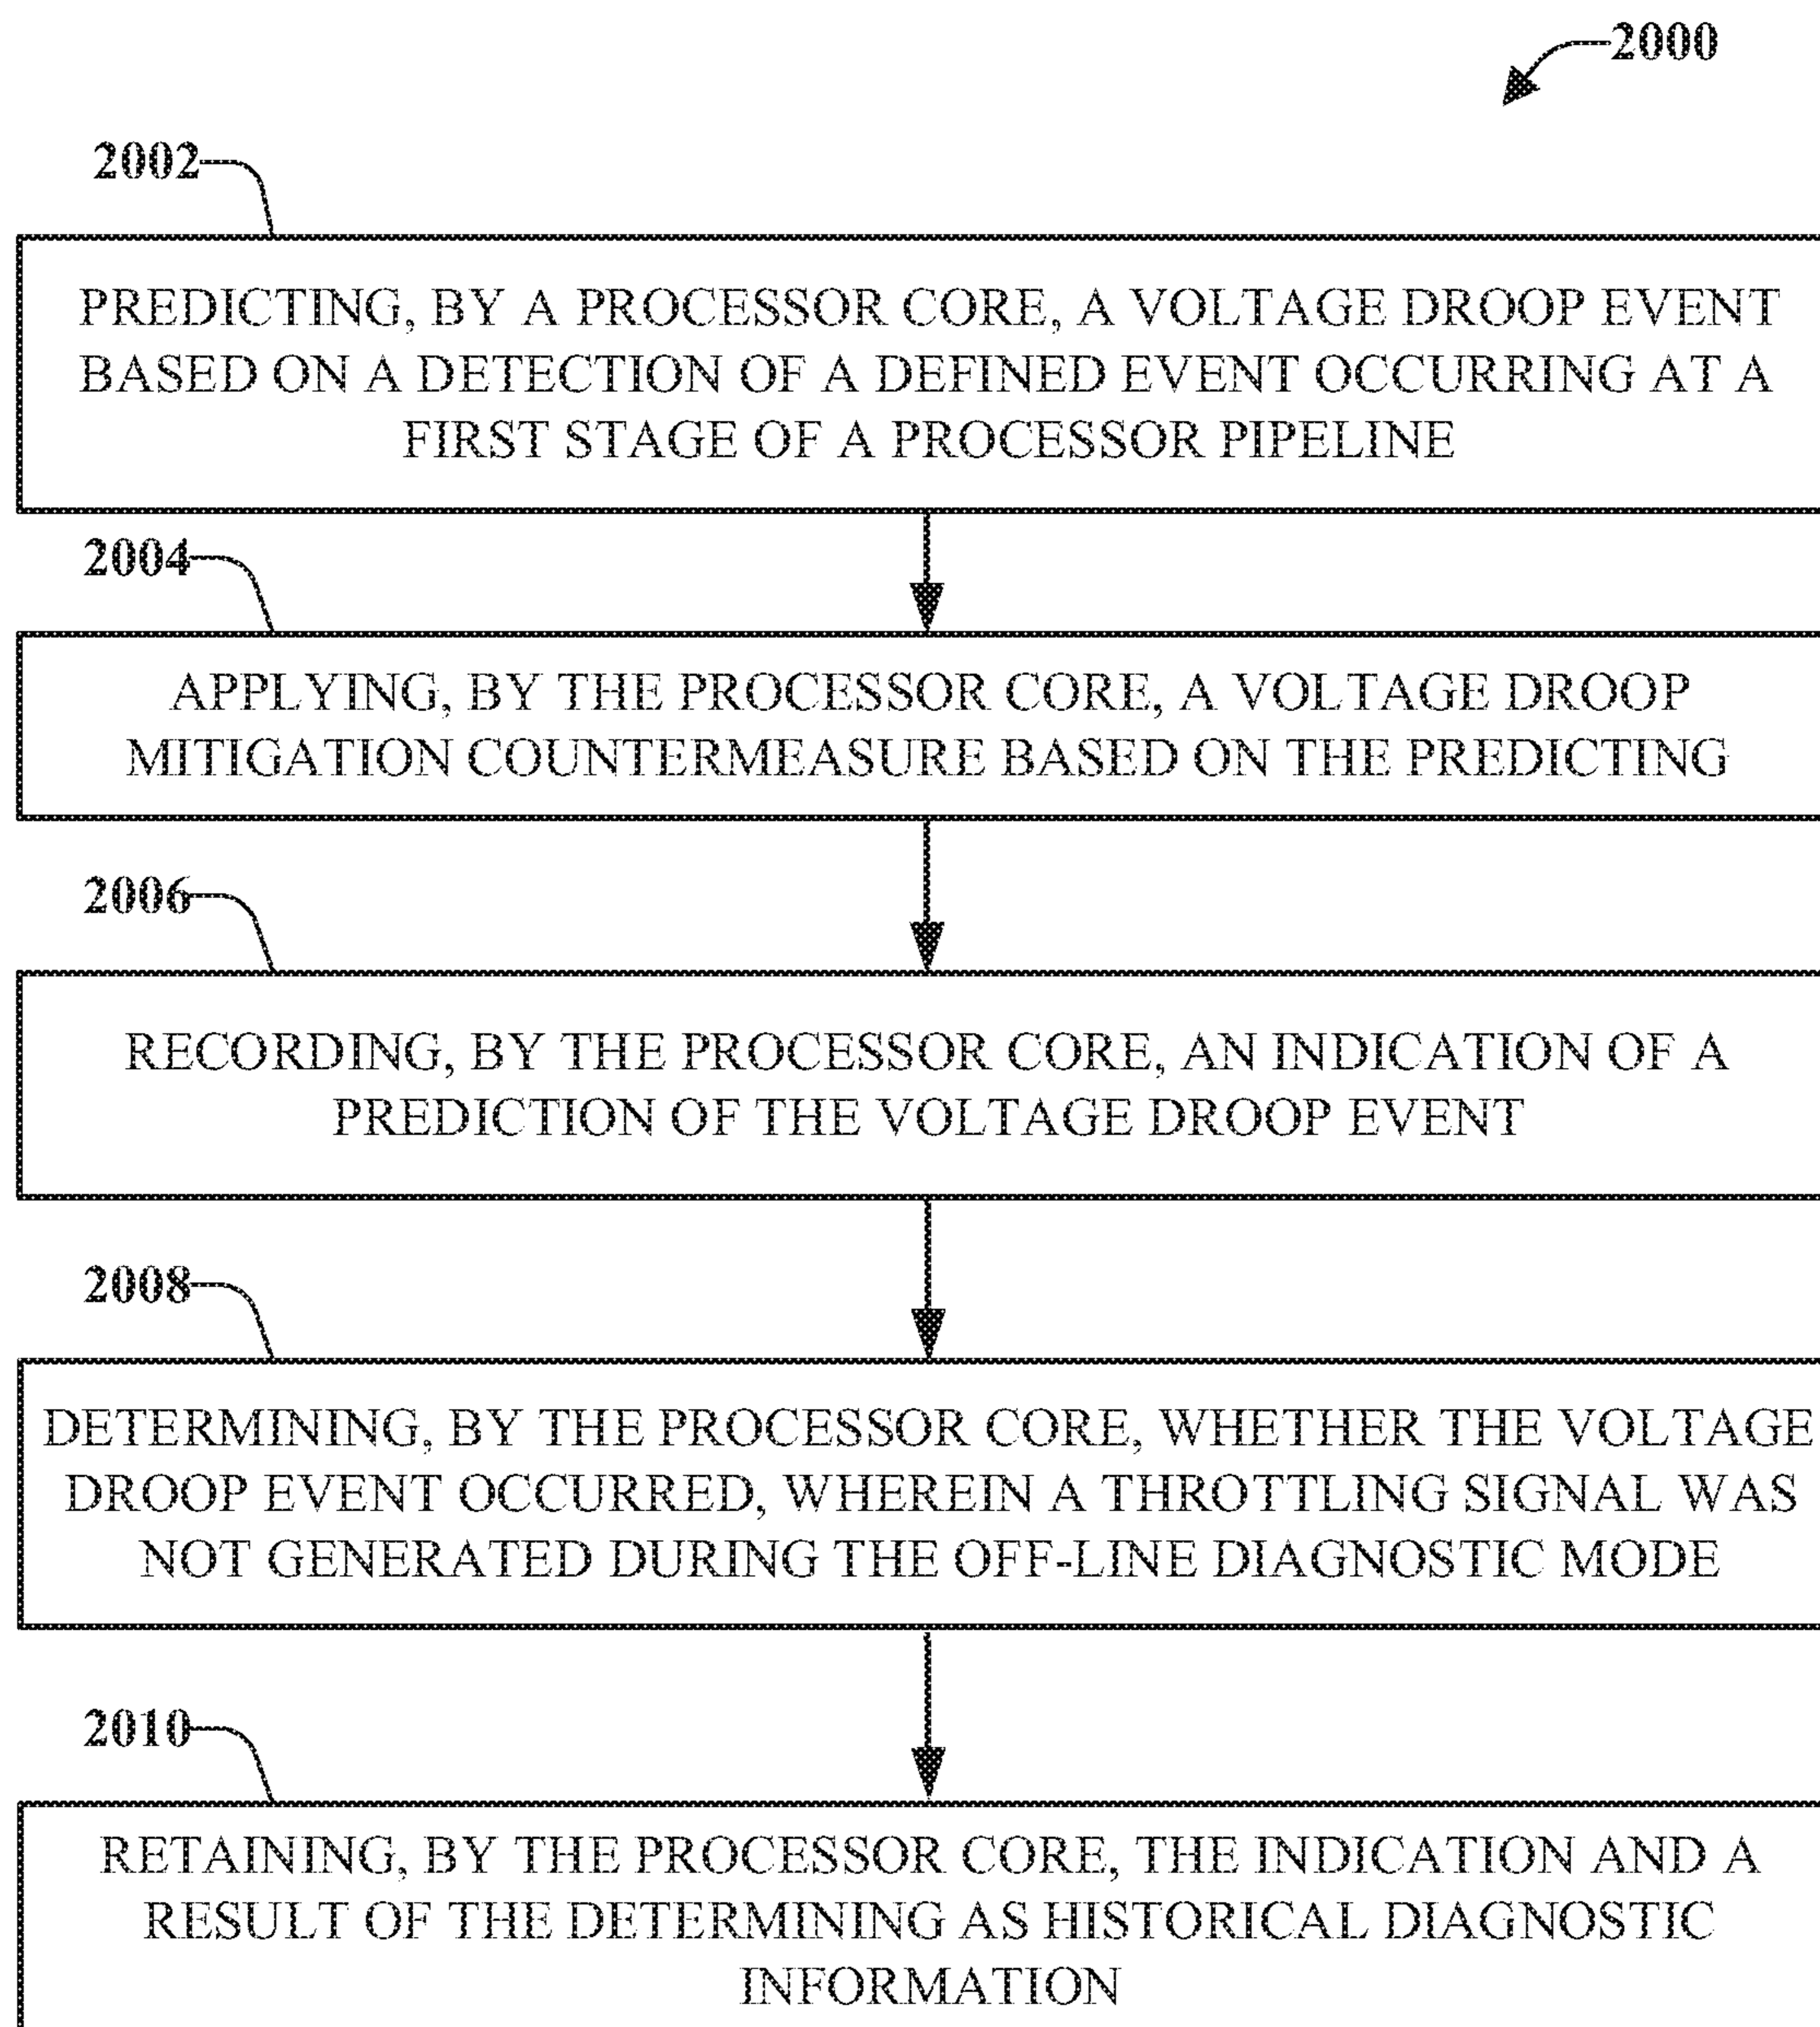 2000
2002
PREDICTING, BY A PROCESSOR CORE, A VOLTAGE DROOP EVENT
BASED ON A DETECTION OF A DEFINED EVENT OCCURRING AT A
FIRST STAGE OF A PROCESSOR PIPELINE
2004
APPLYING, BY THE PROCESSOR CORE, A VOLTAGE DROOP
MITIGATION COUNTERMEASURE BASED ON THE PREDICTING
2006
RECORDING, BY THE PROCESSOR CORE, AN INDICATION OF A
PREDICTION OF THE VOLTAGE DROOP EVENT
2008
DETERMINING, BY THE PROCESSOR CORE, WHETHER THE VOLTAGE
DROOP EVENT OCCURRED, WHEREIN A THROTTLING SIGNAL WAS
NOT GENERATED DURING THE OFF-LINE DIAGNOSTIC MODE
2010
RETAINING, BY THE PROCESSOR CORE, THE INDICATION AND A
RESULT OF THE DETERMINING AS HISTORICAL DIAGNOSTIC
INFORMATION